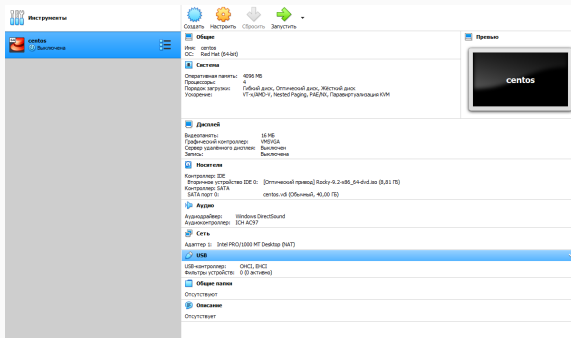 Инструменты
Создать Настроить Сбросить Запустить
centos
Выключена
Общие
Имя: centos
ОС: Red Hat (64-bit)
Превью
centos
Система
Оперативная память: 4096 МБ
Процессоры: 4
Порядок загрузки: Гибкий диск, Оптический диск, Жёсткий диск
Ускорение: VT-x/AMD-V, Nested Paging, PAE/NX, Паравиртуализация KVM
Дисплей
Видеопамять: 16 МБ
Графический контроллер: VMSVGA
Сервер удалённого дисплея: Выключен
Запись: Выключена
Носители
Контроллер: IDE
Вторичное устройство IDE 0: [Оптический привод] Rocky-9.2-x86_64-dvd.iso (8,81 ГБ)
Контроллер: SATA
SATA порт 0: centos.vdi (Обычный, 40,00 ГБ)
Аудио
Аудиодрайвер: Windows DirectSound
Аудиоконтроллер: ICH AC97
Сеть
Адаптер 1: Intel PRO/1000 MT Desktop (NAT)
USB
USB-контроллер: OHCI, EHCI
Фильтры устройств: 0 (0 активно)
Общие папки
Отсутствуют
Описание
Отсутствует